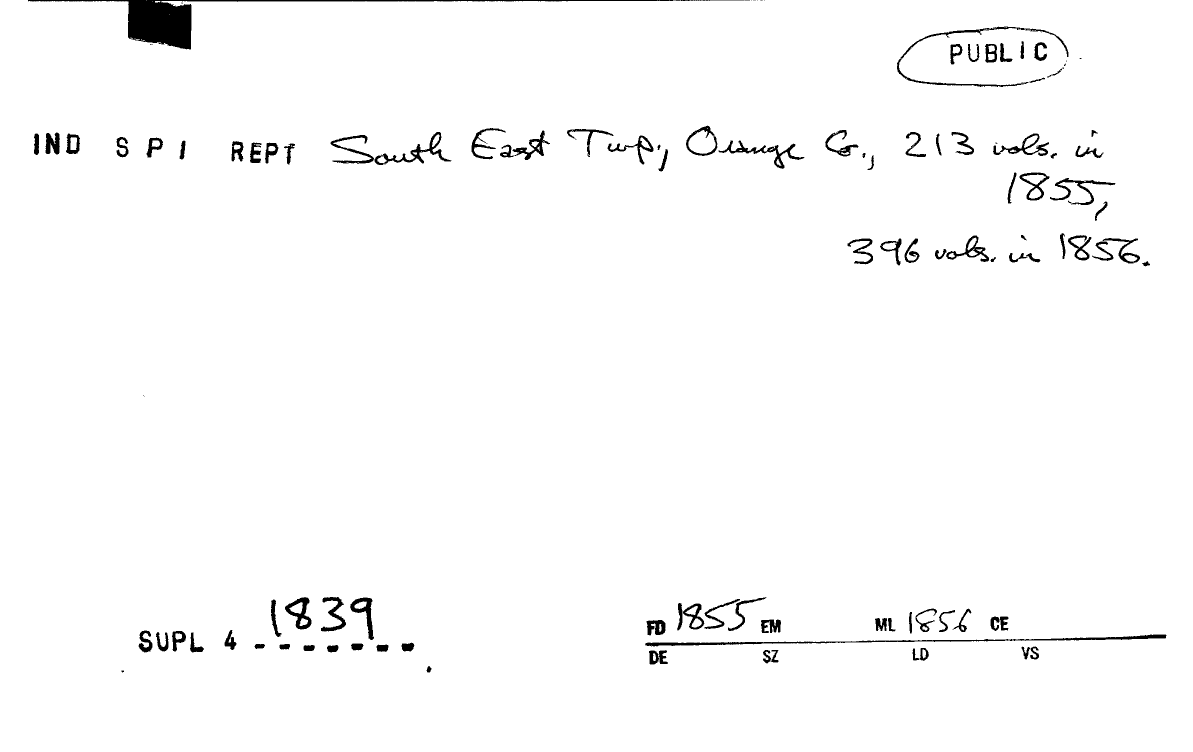 PUBLIC
IND S P I REPT South East Twp., Orange Co., 213 vols. in
1855,
396 vols. in 1856.
SUPL 4 1839
FD 1855 EM ML 1856 CE
DE SZ LD VS